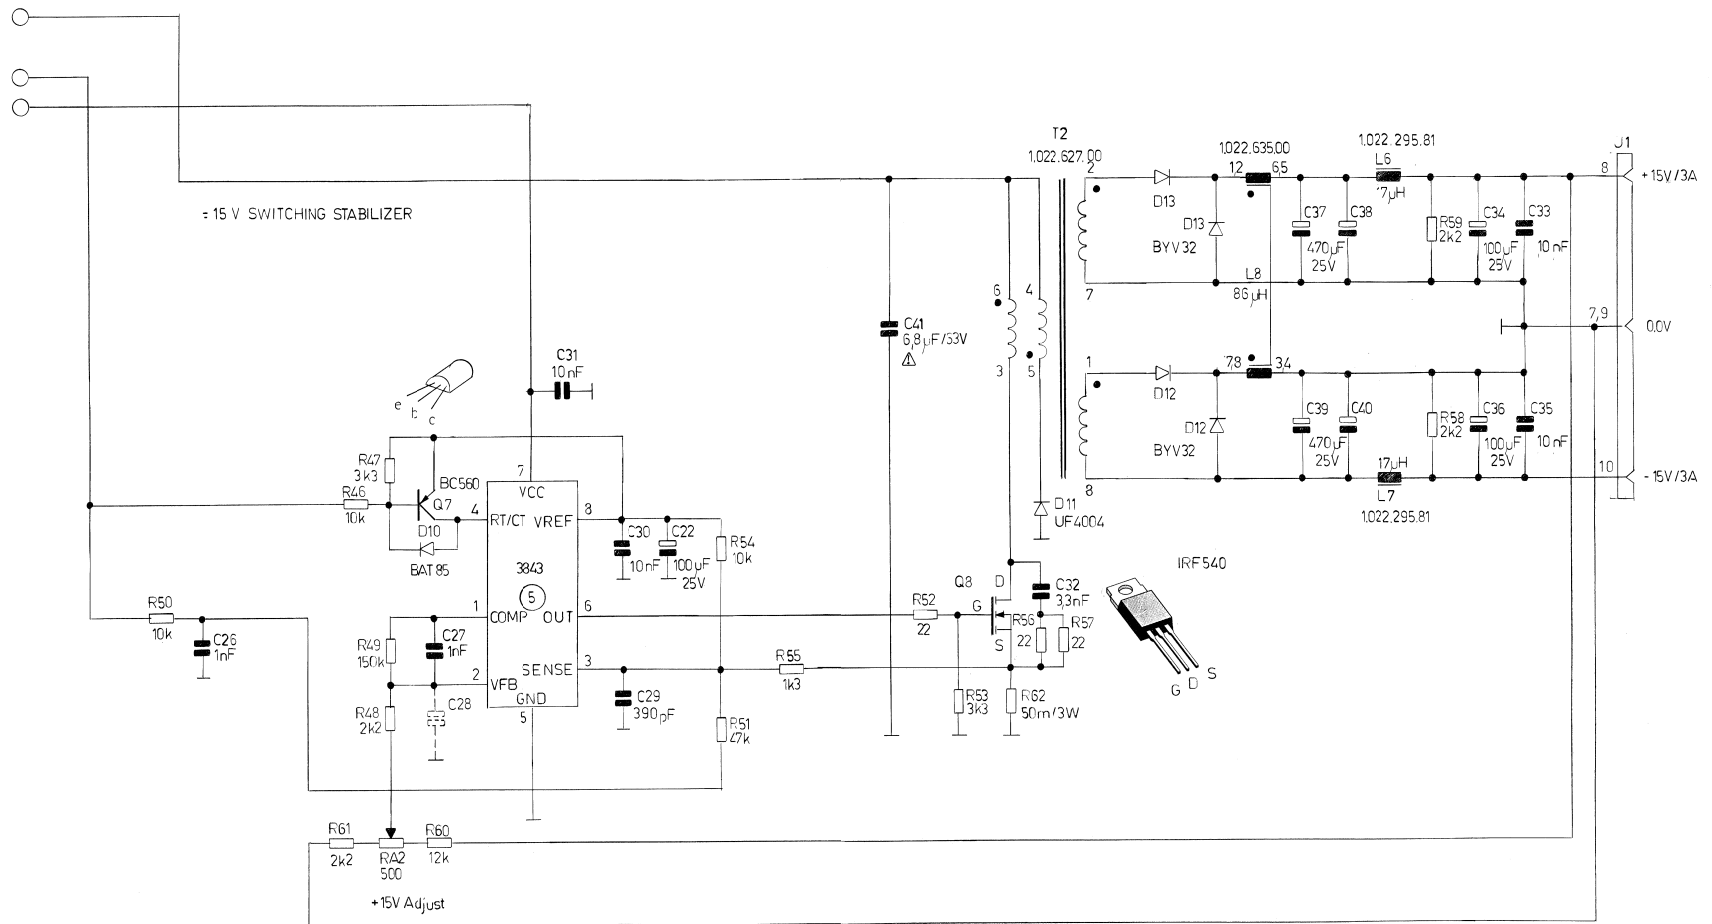 T2
1.022.627.00
2
1.022.635.00
1,2
6,5
1.022.295.81
L6
17µH
J1
8
+15V/3A
D13
D13
BYV32
C37
470µF
25V
C38
R59
2k2
C34
100µF
25V
C33
10nF
= 15 V SWITCHING STABILIZER
L8
86µH
7
6
4
3
5
C41
6,8µF/63V
7,9
0.0V
C31
10nF
e
b
c
1
D12
D12
BYV32
7,8
3,4
C39
470µF
25V
C40
R58
2k2
C36
100µF
25V
C35
10nF
17µH
L7
1.022.295.81
10
-15V/3A
8
R47
3k3
R46
10k
BC560
Q7
D10
BAT85
7
VCC
4
RT/CT
VREF
8
3843
5
C30
10nF
C22
100µF
25V
R54
10k
D11
UF4004
IRF540
Q8
D
G
S
C32
3,3nF
R56
22
R57
22
R50
10k
C26
1nF
1
COMP
OUT
6
R52
22
R49
150k
C27
1nF
SENSE
3
2
VFB
GND
5
R55
1k3
R48
2k2
C28
C29
390pF
R51
47k
R53
3k3
R62
50m/3W
G
D
S
R61
2k2
RA2
500
R60
12k
+15V Adjust